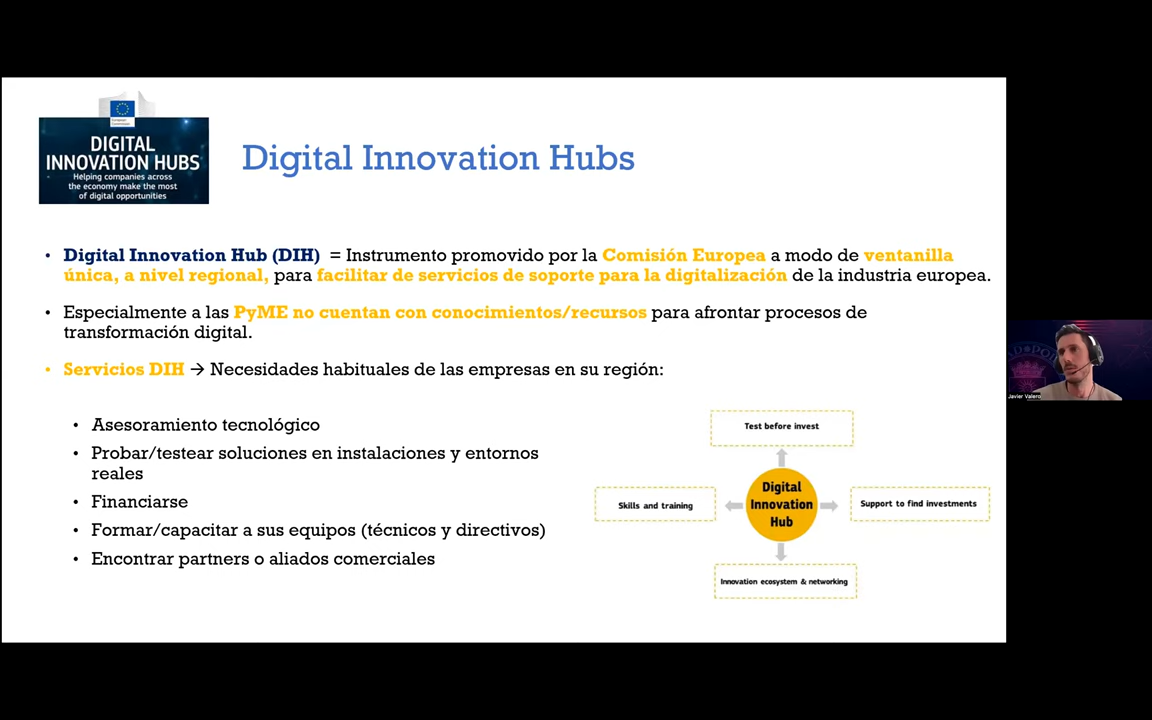 European
Commission
DIGITAL
INNOVATION HUBS
Helping companies across
the economy make the most
of digital opportunities
Digital Innovation Hubs
• Digital Innovation Hub (DIH) = Instrumento promovido por la Comisión Europea a modo de ventanilla
única, a nivel regional, para facilitar de servicios de soporte para la digitalización de la industria europea.
• Especialmente a las PyME no cuentan con conocimientos/recursos para afrontar procesos de
transformación digital.
• Servicios DIH → Necesidades habituales de las empresas en su región:
• Asesoramiento tecnológico
• Probar/testear soluciones en instalaciones y entornos
reales
• Financiarse
• Formar/capacitar a sus equipos (técnicos y directivos)
• Encontrar partners o aliados comerciales
Test before invest
Skills and training
Digital
Innovation
Hub
Support to find investments
Innovation ecosystem & networking
Javier Valero